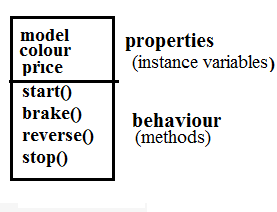 model
colour
price
properties
(instance variables)
start()
brake()
reverse()
stop()
behaviour
(methods)